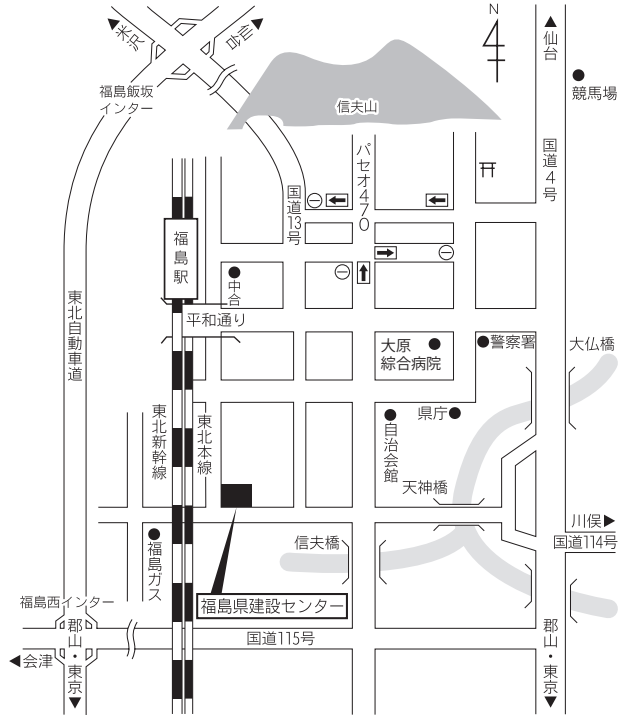 N
米沢
仙台
仙台
競馬場
福島飯坂
インター
信夫山
パセオ470
国道4号
国道13号
福島駅
中合
平和通り
東北自動車道
大原
綜合病院
警察署
大仏橋
東北新幹線
東北本線
自治会館
県庁
天神橋
川俣
国道114号
信夫橋
福島ガス
福島県建設センター
福島西インター
国道115号
会津
郡山・東京
郡山・東京